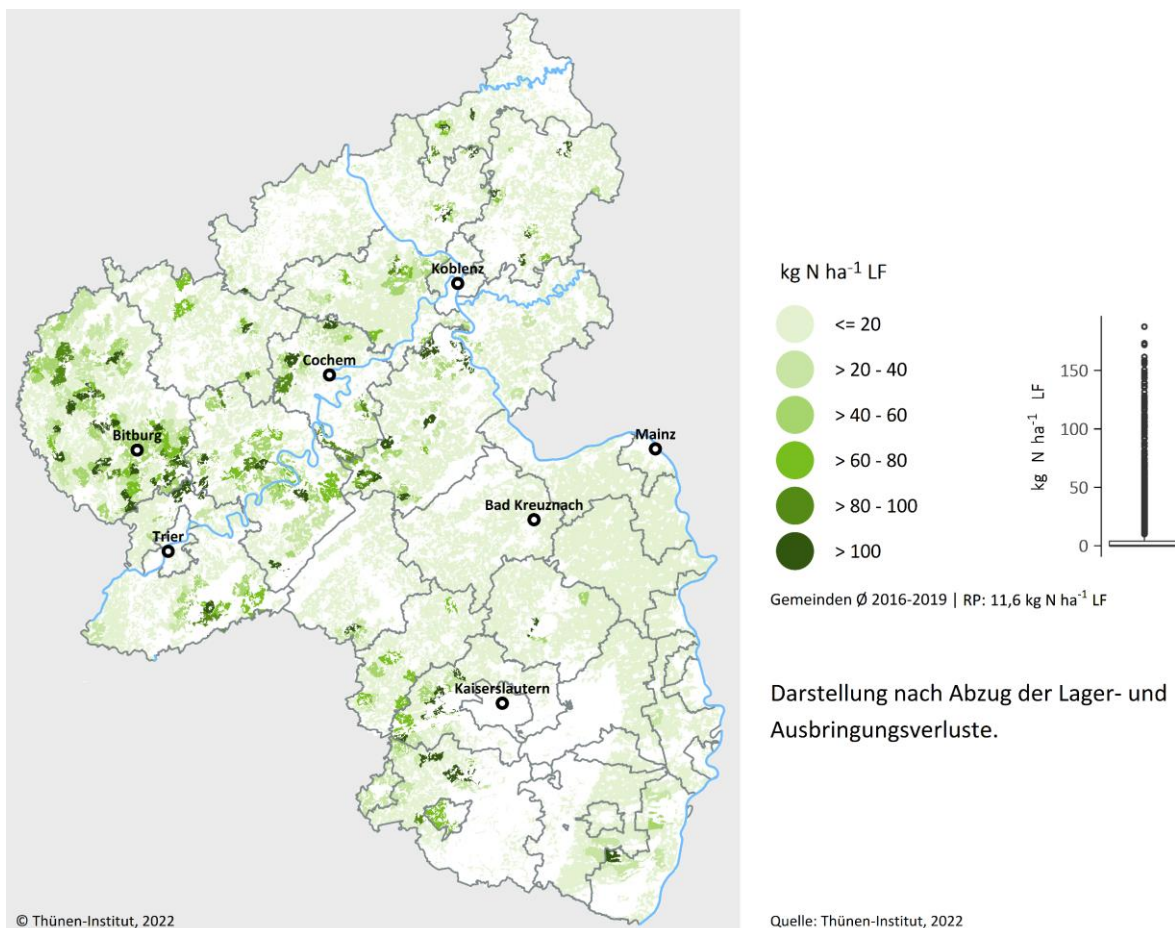 Koblenz
Cochem
Bitburg
Mainz
Bad Kreuznach
Trier
Kaiserslautern
© Thünen-Institut, 2022
kg N ha⁻¹ LF
<= 20
> 20 - 40
> 40 - 60
> 60 - 80
> 80 - 100
> 100
kg N ha⁻¹ LF
150
100
50
0
Gemeinden Ø 2016-2019 | RP: 11,6 kg N ha⁻¹ LF
Darstellung nach Abzug der Lager- und
Ausbringungsverluste.
Quelle: Thünen-Institut, 2022